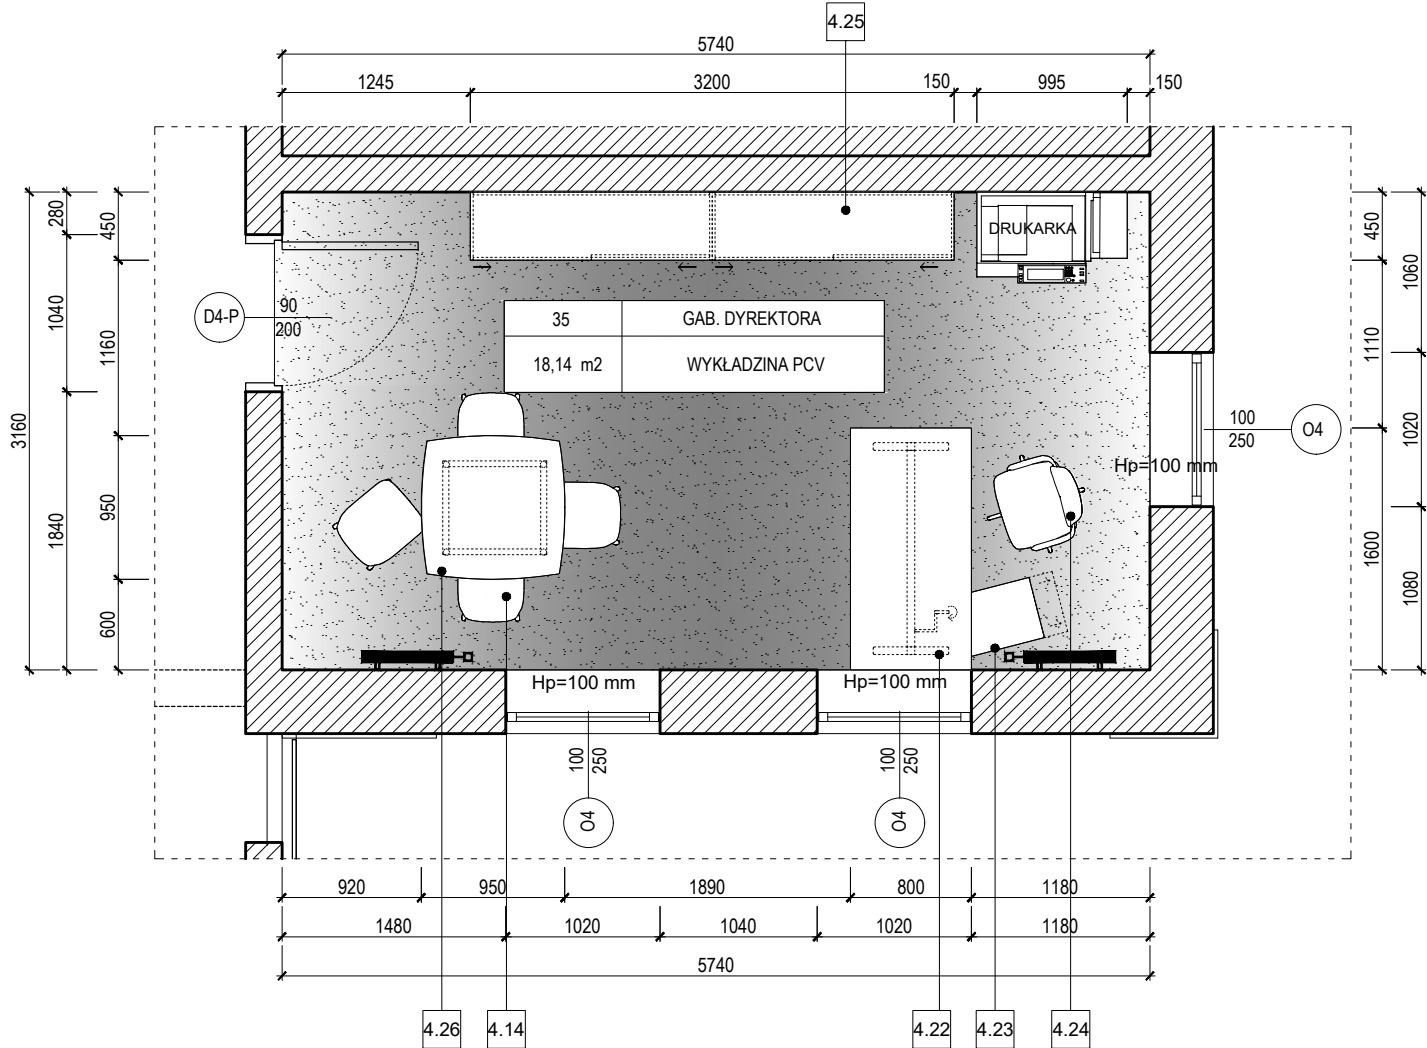 4.25
5740
1245 3200 150 995 150
280
450
1040
1160
3160
1840
950
600
D4-P
90
200
DRUKARKA
35 GAB. DYREKTORA
18,14 m2 WYKŁADZINA PCV
450
1060
1110
1020
1600
1080
100
250
O4
Hp=100 mm
Hp=100 mm
Hp=100 mm
100
250
O4
100
250
O4
920 950 1890 800 1180
1480 1020 1040 1020 1180
5740
4.26 4.14 4.22 4.23 4.24